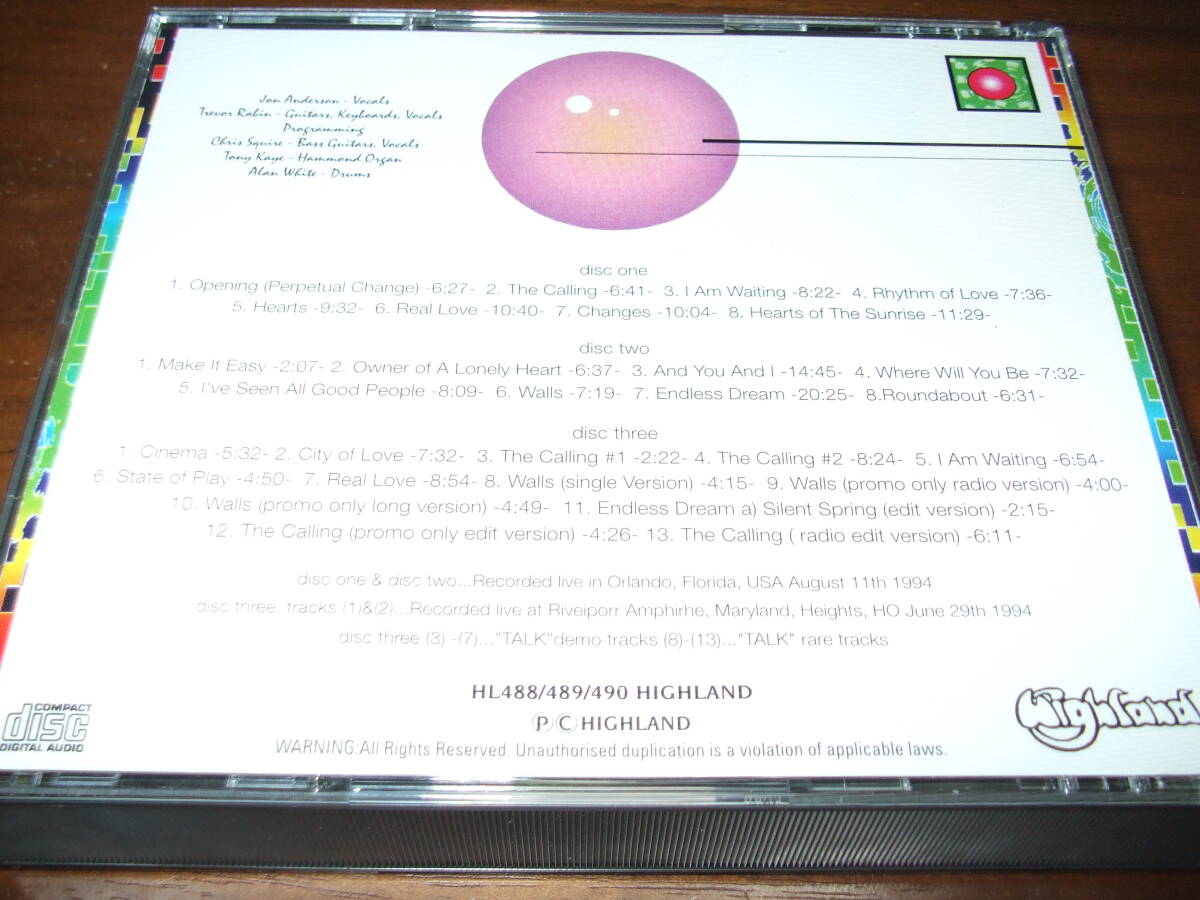 Jon Anderson - Vocals
Trevor Rabin - Guitars, Keyboards, Vocals
Programming
Chris Squire - Bass Guitars, Vocals
Tony Kaye - Hammond Organ
Alan White - Drums
disc one
1. Opening (Perpetual Change) -6:27- 2. The Calling -6:41- 3. I Am Waiting -8:22- 4. Rhythm of Love -7:36-
5. Hearts -9:32- 6. Real Love -10:40- 7. Changes -10:04- 8. Hearts of The Sunrise -11:29-
disc two
1. Make It Easy -2:07- 2. Owner of A Lonely Heart -6:37- 3. And You And I -14:45- 4. Where Will You Be -7:32-
5. I've Seen All Good People -8:09- 6. Walls -7:19- 7. Endless Dream -20:25- 8.Roundabout -6:31-
disc three
1. Cinema -5:32- 2. City of Love -7:32- 3. The Calling #1 -2:22- 4. The Calling #2 -8:24- 5. I Am Waiting -6:54-
6. State of Play -4:50- 7. Real Love -8:54- 8. Walls (single Version) -4:15- 9. Walls (promo only radio version) -4:00-
10. Walls (promo only long version) -4:49- 11. Endless Dream a) Silent Spring (edit version) -2:15-
12. The Calling (promo only edit version) -4:26- 13. The Calling ( radio edit version) -6:11-
disc one & disc two...Recorded live in Orlando, Florida, USA August 11th 1994
disc three. tracks (1)&(2)...Recorded live at Riveiporr Amphirhe, Maryland, Heights, HO June 29th 1994
disc three (3) -(7)..."TALK"demo tracks (8)-(13)..."TALK" rare tracks
HL488/489/490 HIGHLAND
Ⓟ Ⓒ HIGHLAND
WARNING:All Rights Reserved. Unauthorised duplication is a violation of applicable laws.
COMPACT
disc
DIGITAL AUDIO
Highland